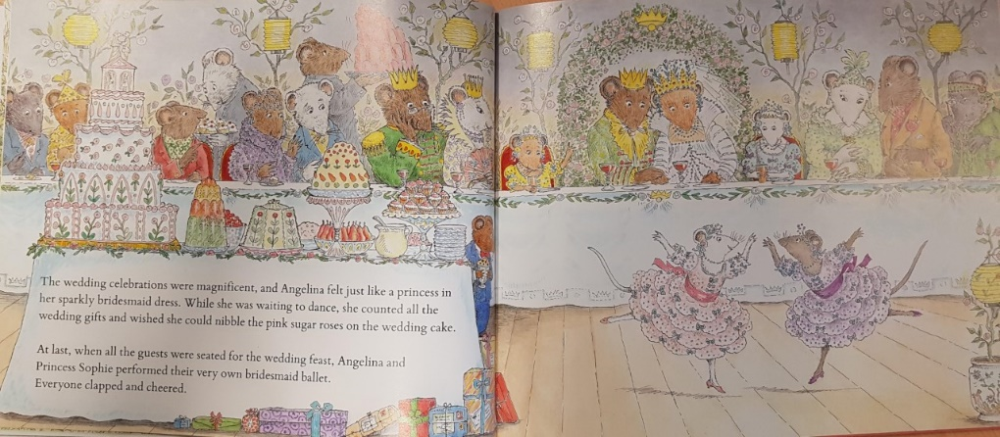 The wedding celebrations were magnificent, and Angelina felt just like a princess in
her sparkly bridesmaid dress. While she was waiting to dance, she counted all the
wedding gifts and wished she could nibble the pink sugar roses on the wedding cake.
At last, when all the guests were seated for the wedding feast, Angelina and
Princess Sophie performed their very own bridesmaid ballet.
Everyone clapped and cheered.